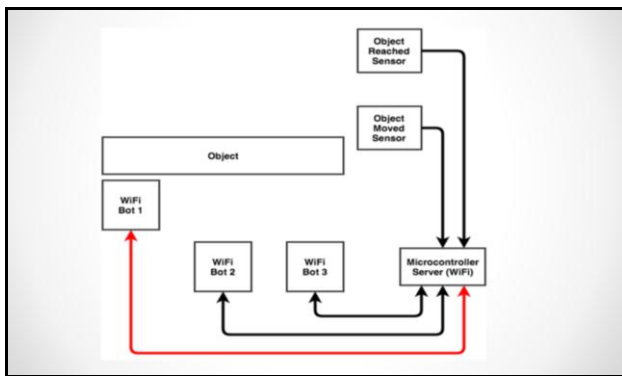 Object
Reached
Sensor
Object
Moved
Sensor
Object
WiFi
Bot 1
WiFi
Bot 2
WiFi
Bot 3
Microcontroller
Server (WiFi)